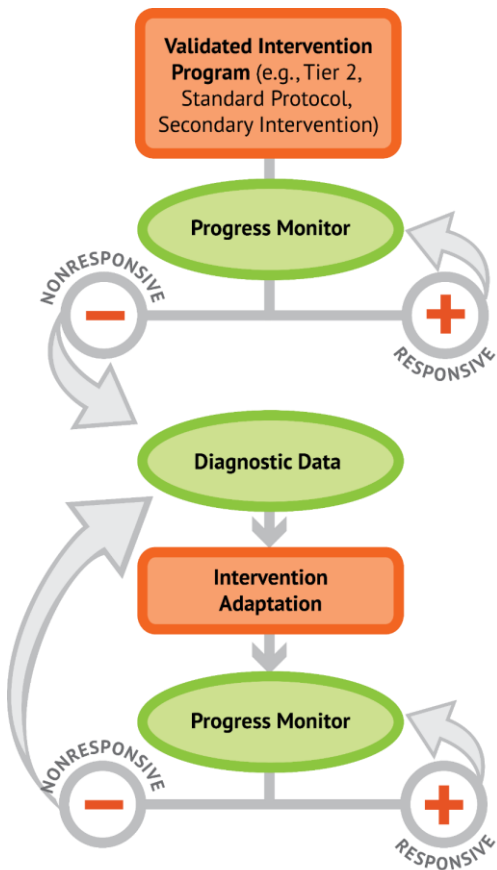 Validated Intervention
Program (e.g., Tier 2,
Standard Protocol,
Secondary Intervention)
Progress Monitor
NONRESPONSIVE
RESPONSIVE
Diagnostic Data
Intervention
Adaptation
Progress Monitor
NONRESPONSIVE
RESPONSIVE